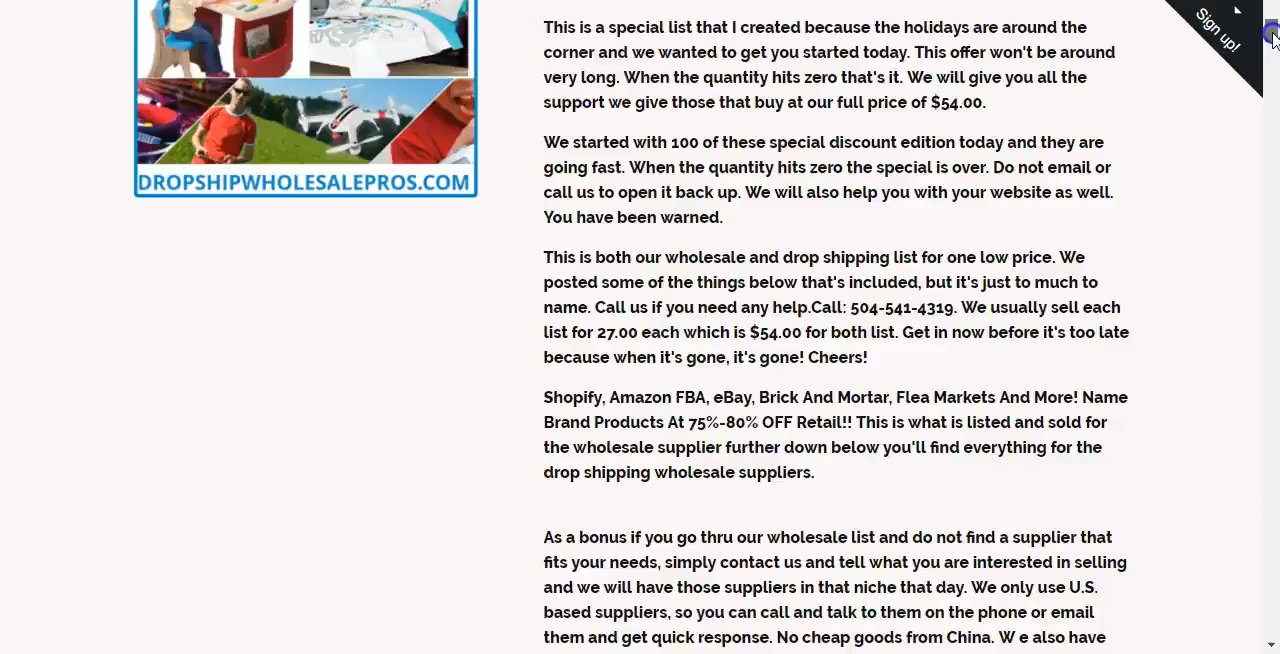 This is a special list that I created because the holidays are around the
corner and we wanted to get you started today. This offer won't be around
very long. When the quantity hits zero that's it. We will give you all the
support we give those that buy at our full price of $54.00.
We started with 100 of these special discount edition today and they are
going fast. When the quantity hits zero the special is over. Do not email or
call us to open it back up. We will also help you with your website as well.
You have been warned.
This is both our wholesale and drop shipping list for one low price. We
posted some of the things below that's included, but it's just to much to
name. Call us if you need any help.Call: 504-541-4319. We usually sell each
list for 27.00 each which is $54.00 for both list. Get in now before it's too late
because when it's gone, it's gone! Cheers!
Shopify, Amazon FBA, eBay, Brick And Mortar, Flea Markets And More! Name
Brand Products At 75%-80% OFF Retail!! This is what is listed and sold for
the wholesale supplier further down below you'll find everything for the
drop shipping wholesale suppliers.
As a bonus if you go thru our wholesale list and do not find a supplier that
fits your needs, simply contact us and tell what you are interested in selling
and we will have those suppliers in that niche that day. We only use U.S.
based suppliers, so you can call and talk to them on the phone or email
them and get quick response. No cheap goods from China. W e also have
DROPSHIPWHOLESALEPROS.COM
Sign up!